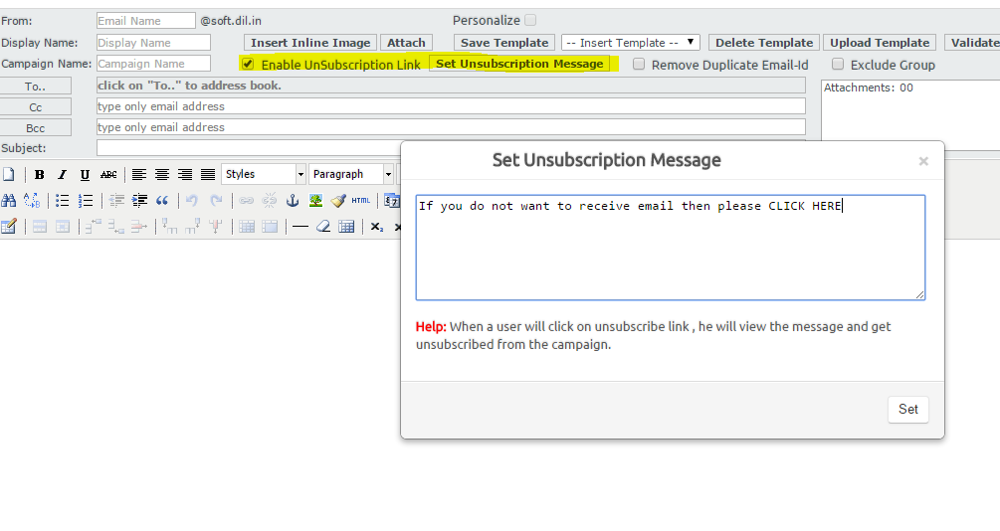 From: Email Name @soft.dil.in Personalize
Display Name: Display Name Insert Inline Image Attach Save Template -- Insert Template -- Delete Template Upload Template Validate
Campaign Name: Campaign Name Enable UnSubscription Link Set Unsubscription Message Remove Duplicate Email-Id Exclude Group
To.. click on "To.." to address book. Attachments: 00
Cc type only email address
Bcc type only email address
Subject:
B I U ABC Styles Paragraph
HTML
Set Unsubscription Message ×
If you do not want to receive email then please CLICK HERE
Help: When a user will click on unsubscribe link , he will view the message and get
unsubscribed from the campaign.
Set